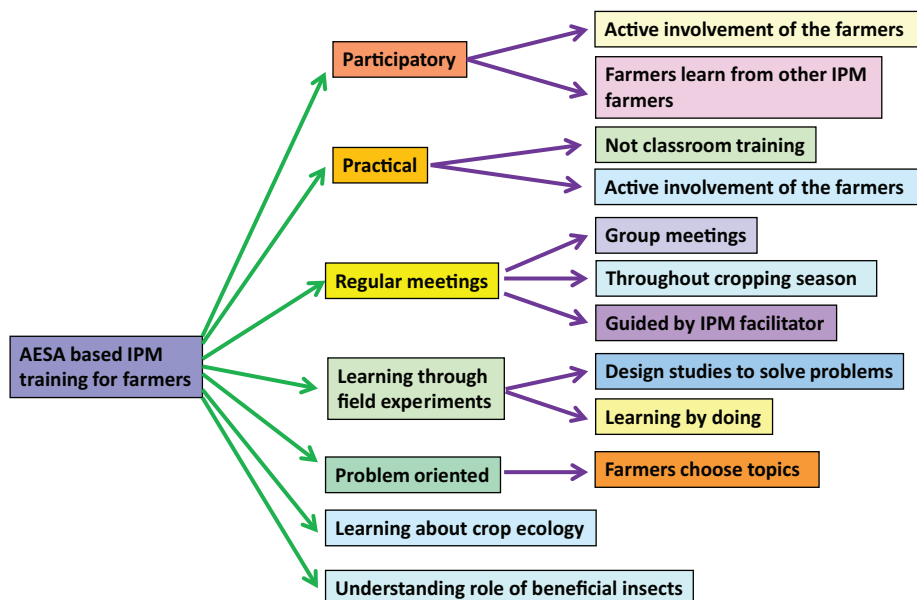 Participatory
Active involvement of the farmers
Farmers learn from other IPM
farmers
Practical
Not classroom training
Active involvement of the farmers
Regular meetings
Group meetings
Throughout cropping season
Guided by IPM facilitator
AESA based IPM
training for farmers
Learning through
field experiments
Design studies to solve problems
Learning by doing
Problem oriented
Farmers choose topics
Learning about crop ecology
Understanding role of beneficial insects